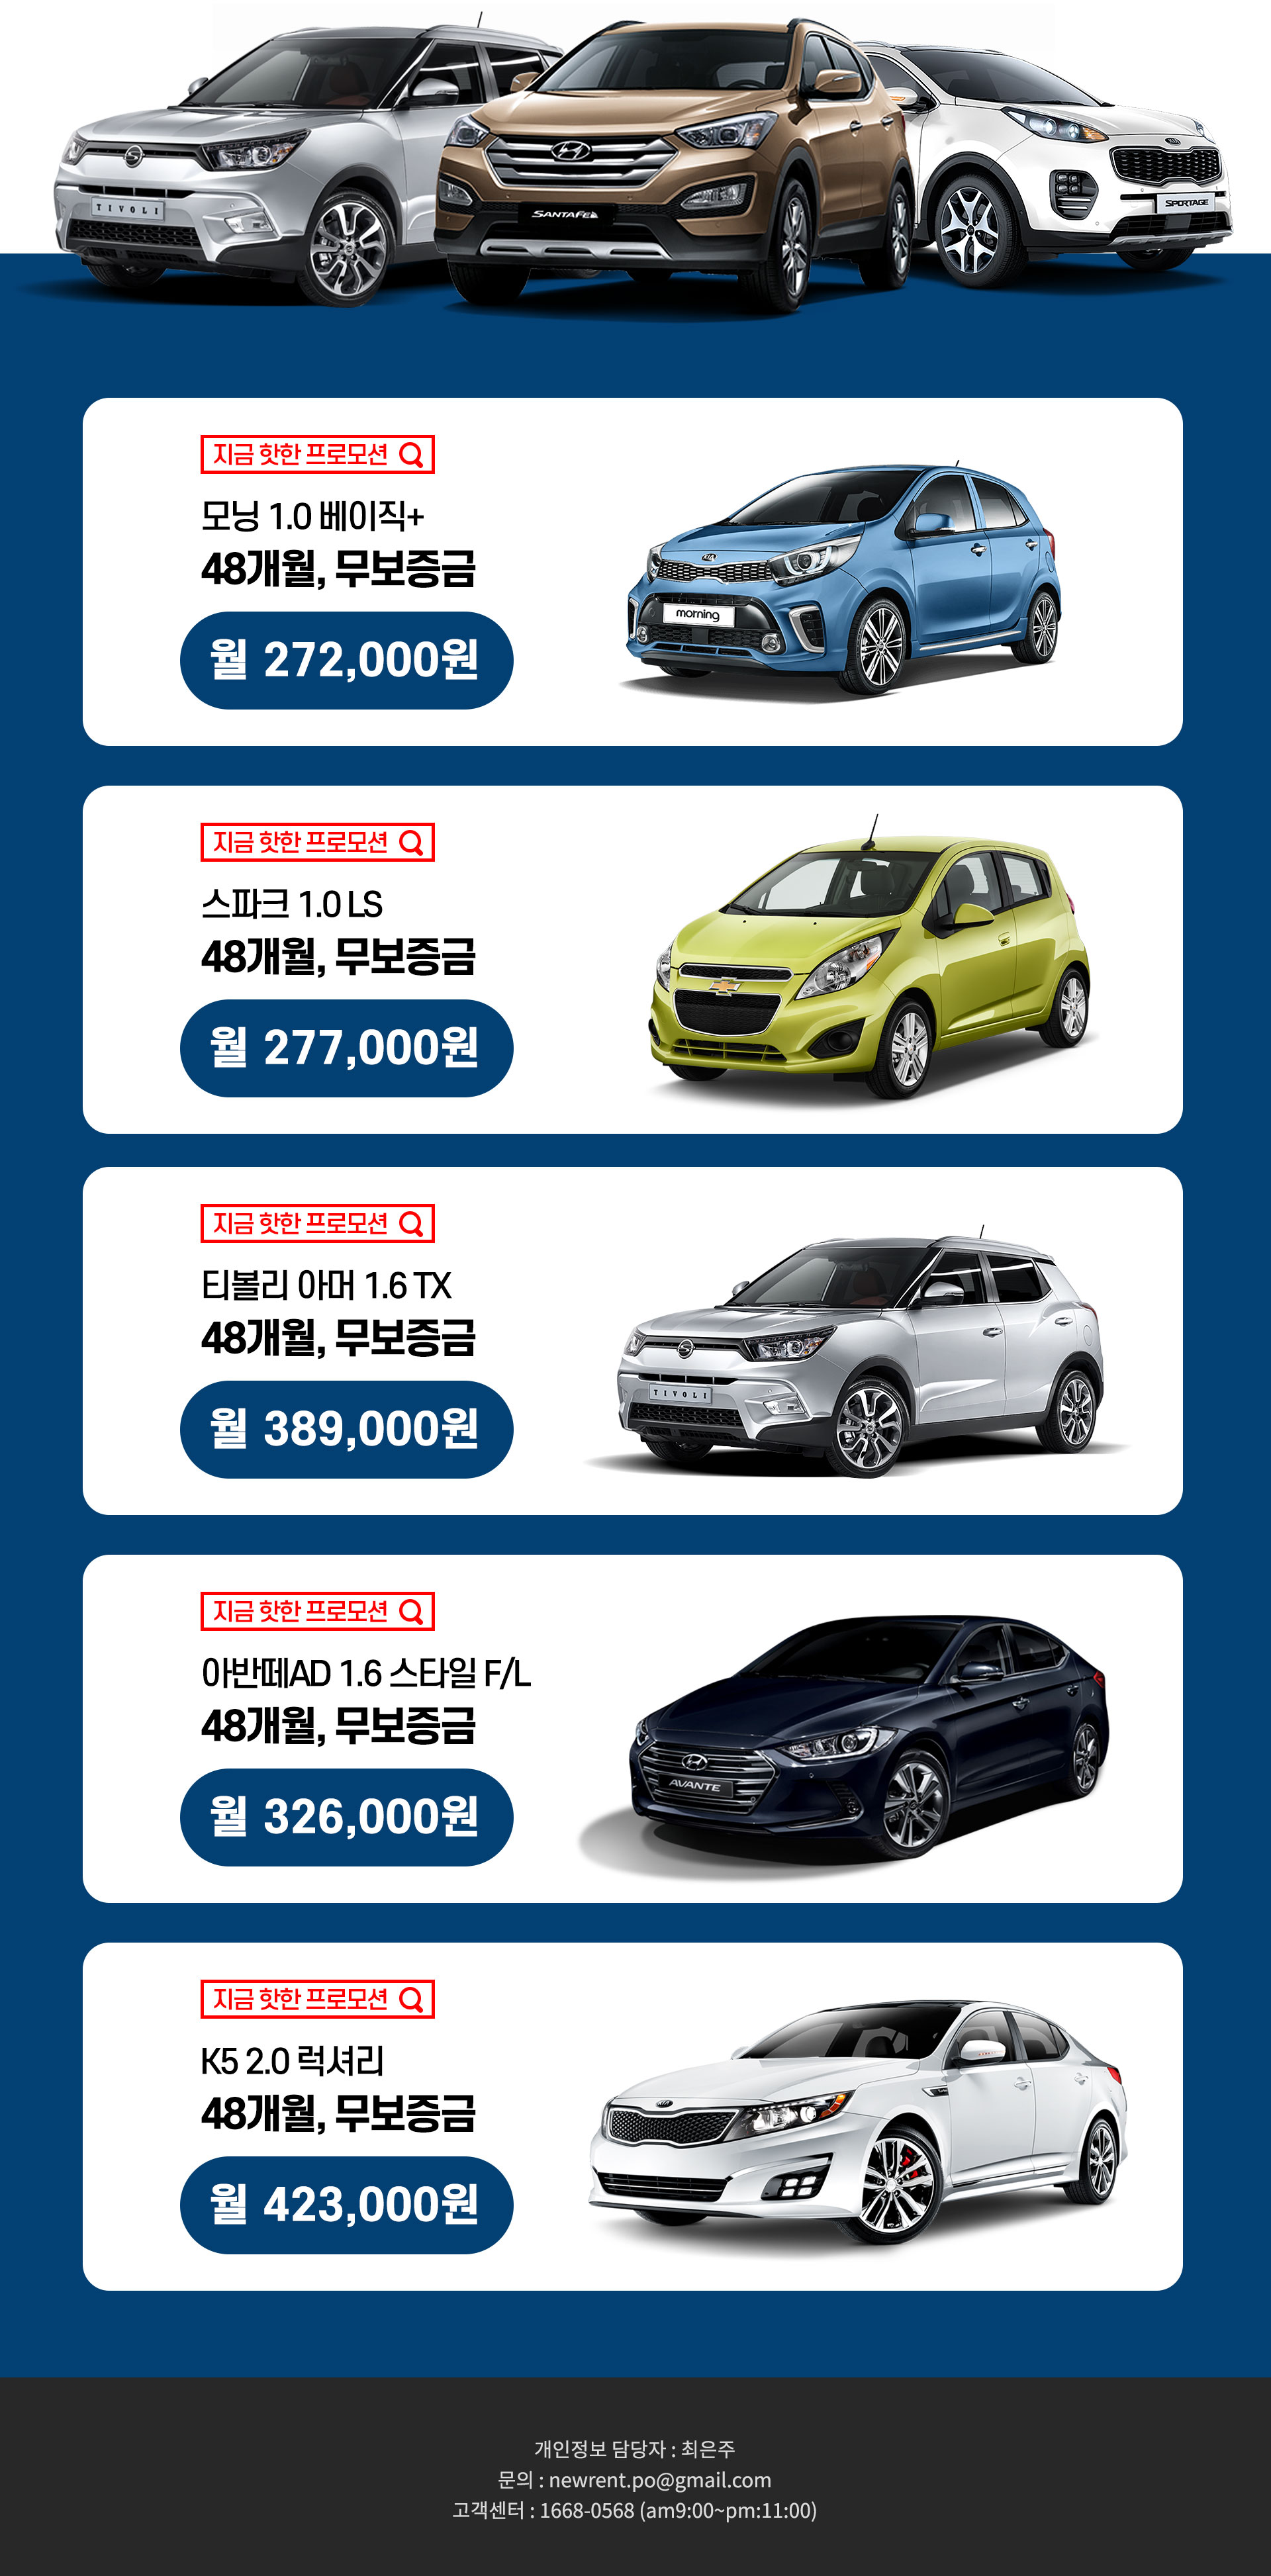 TIVOLI
SANTAFE
SPORTAGE
지금 핫한 프로모션
모닝 1.0 베이직+
48개월, 무보증금
월 272,000원
morning
지금 핫한 프로모션
스파크 1.0 LS
48개월, 무보증금
월 277,000원
지금 핫한 프로모션
티볼리 아머 1.6 TX
48개월, 무보증금
월 389,000원
TIVOLI
지금 핫한 프로모션
아반떼AD 1.6 스타일 F/L
48개월, 무보증금
월 326,000원
AVANTE
지금 핫한 프로모션
K5 2.0 럭셔리
48개월, 무보증금
월 423,000원
개인정보 담당자 : 최은주
문의 : newrent.po@gmail.com
고객센터 : 1668-0568 (am9:00~pm:11:00)